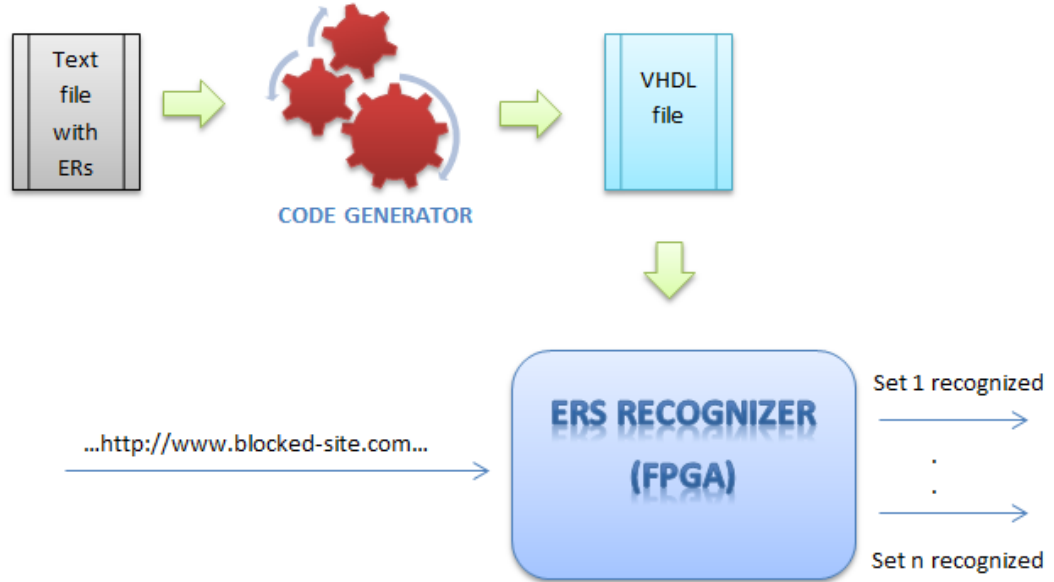 Text
file
with
ERs
CODE GENERATOR
VHDL
file
...http://www.blocked-site.com...
ERS RECOGNIZER
(FPGA)
Set 1 recognized
.
.
Set n recognized